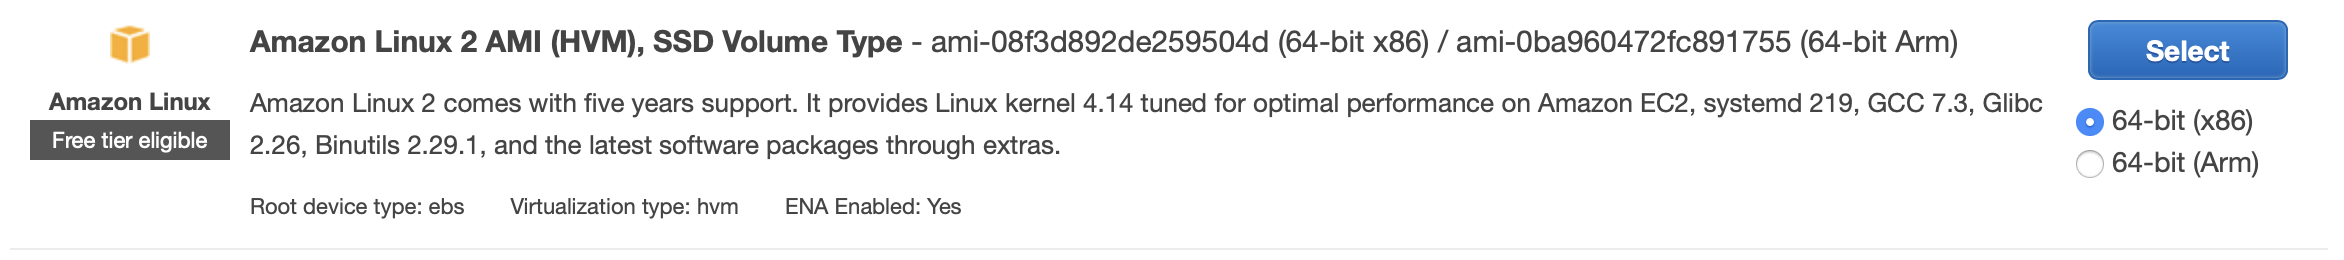 Amazon Linux
Free tier eligible
Amazon Linux 2 AMI (HVM), SSD Volume Type - ami-08f3d892de259504d (64-bit x86) / ami-0ba960472fc891755 (64-bit Arm)
Amazon Linux 2 comes with five years support. It provides Linux kernel 4.14 tuned for optimal performance on Amazon EC2, systemd 219, GCC 7.3, Glibc
2.26, Binutils 2.29.1, and the latest software packages through extras.
Root device type: ebs Virtualization type: hvm ENA Enabled: Yes
Select
64-bit (x86)
64-bit (Arm)